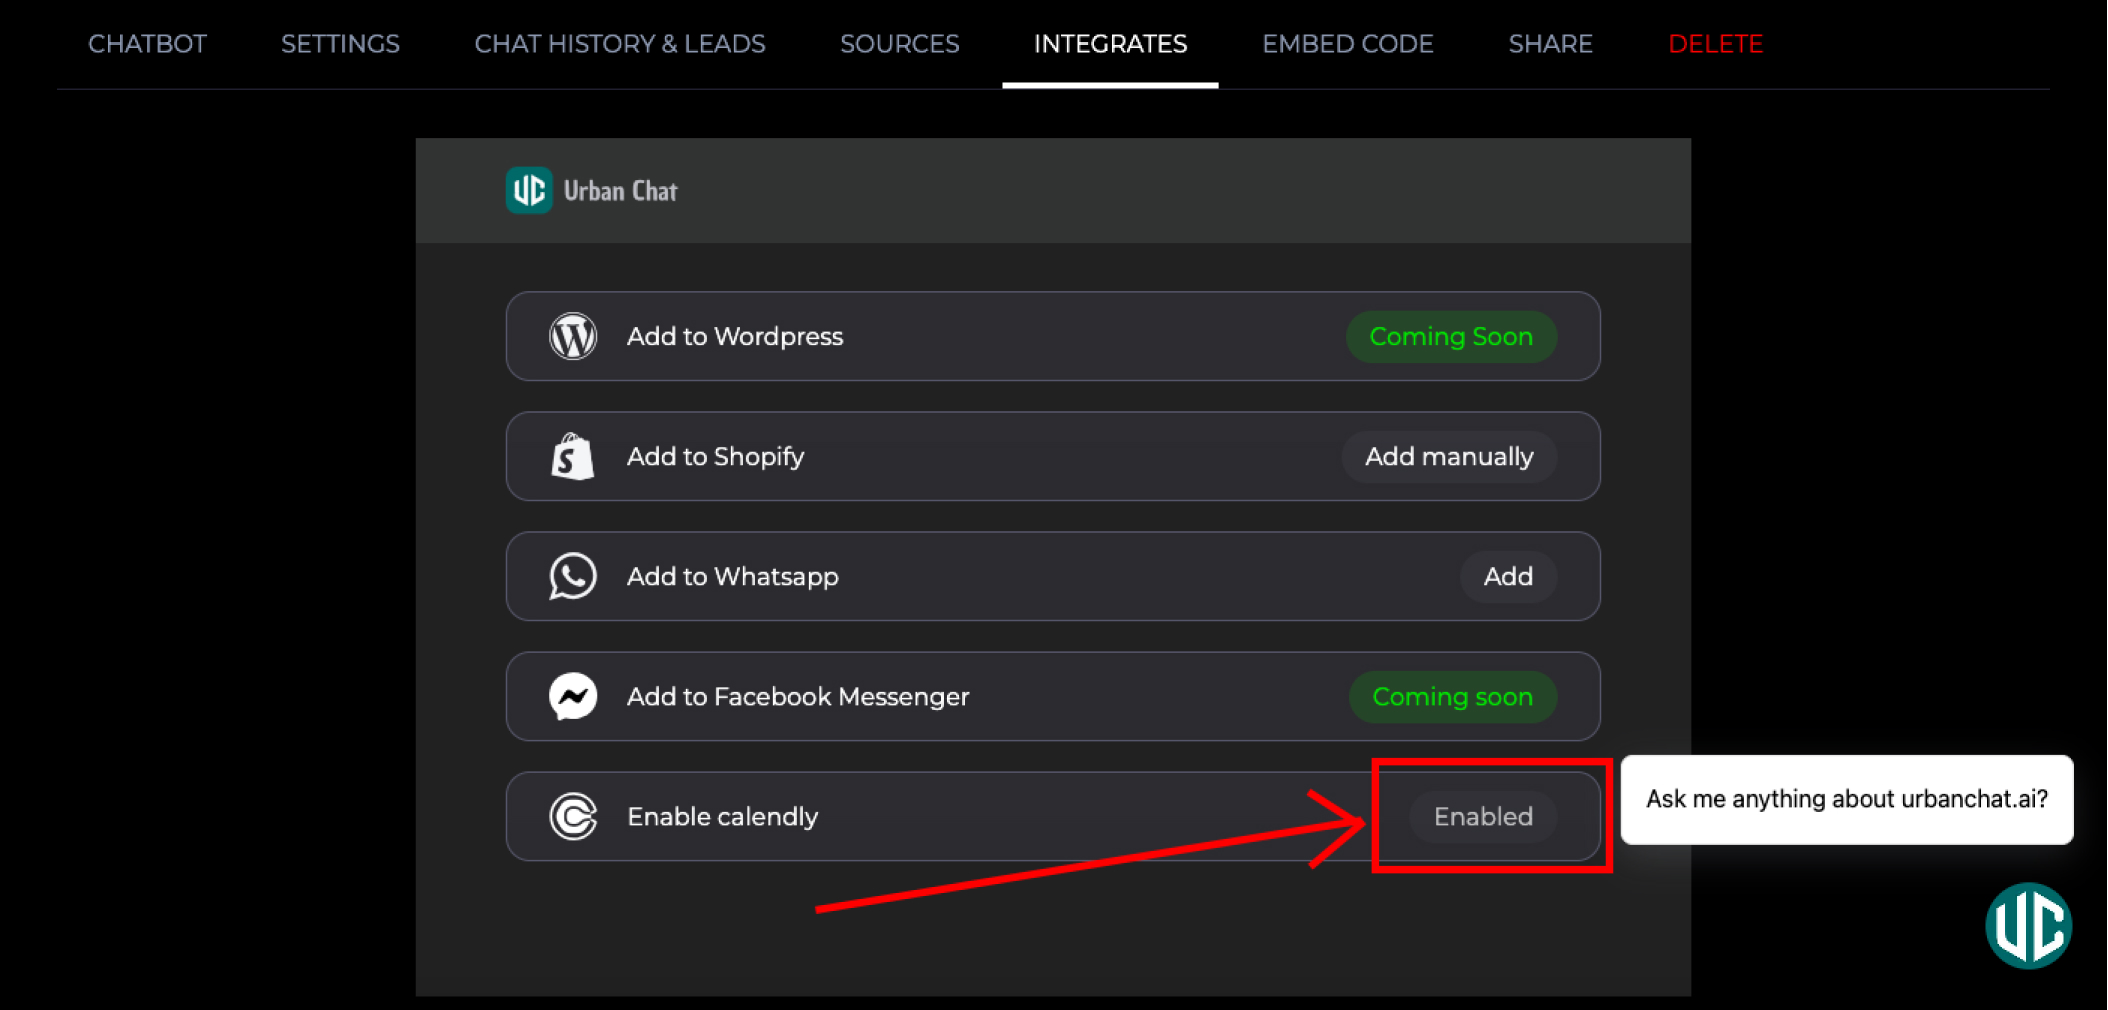 CHATBOT SETTINGS CHAT HISTORY & LEADS SOURCES INTEGRATES EMBED CODE SHARE DELETE
UC Urban Chat
Add to Wordpress Coming Soon
Add to Shopify Add manually
Add to Whatsapp Add
Add to Facebook Messenger Coming soon
Enable calendly Enabled
Ask me anything about urbanchat.ai?
UC